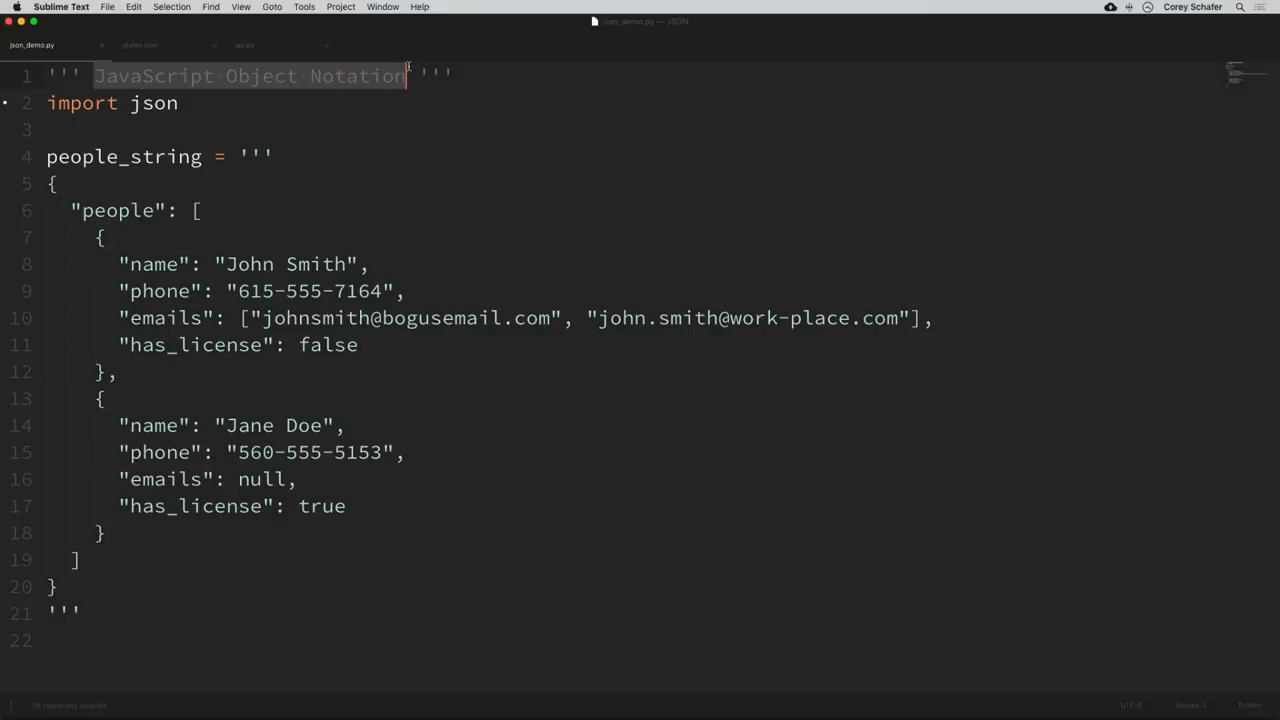 Sublime Text File Edit Selection Find View Goto Tools Project Window Help Corey Schafer
json_demo.py — JSON
json_demo.py states.json api.py
1 ''' JavaScript Object Notation '''
2 import json
3
4 people_string = '''
5 {
6 "people": [
7 {
8 "name": "John Smith",
9 "phone": "615-555-7164",
10 "emails": ["johnsmith@bogusemail.com", "john.smith@work-place.com"],
11 "has_license": false
12 },
13 {
14 "name": "Jane Doe",
15 "phone": "560-555-5153",
16 "emails": null,
17 "has_license": true
18 }
19 ]
20 }
21 '''
22
26 characters selected UTF-8 Spaces: 2 Python